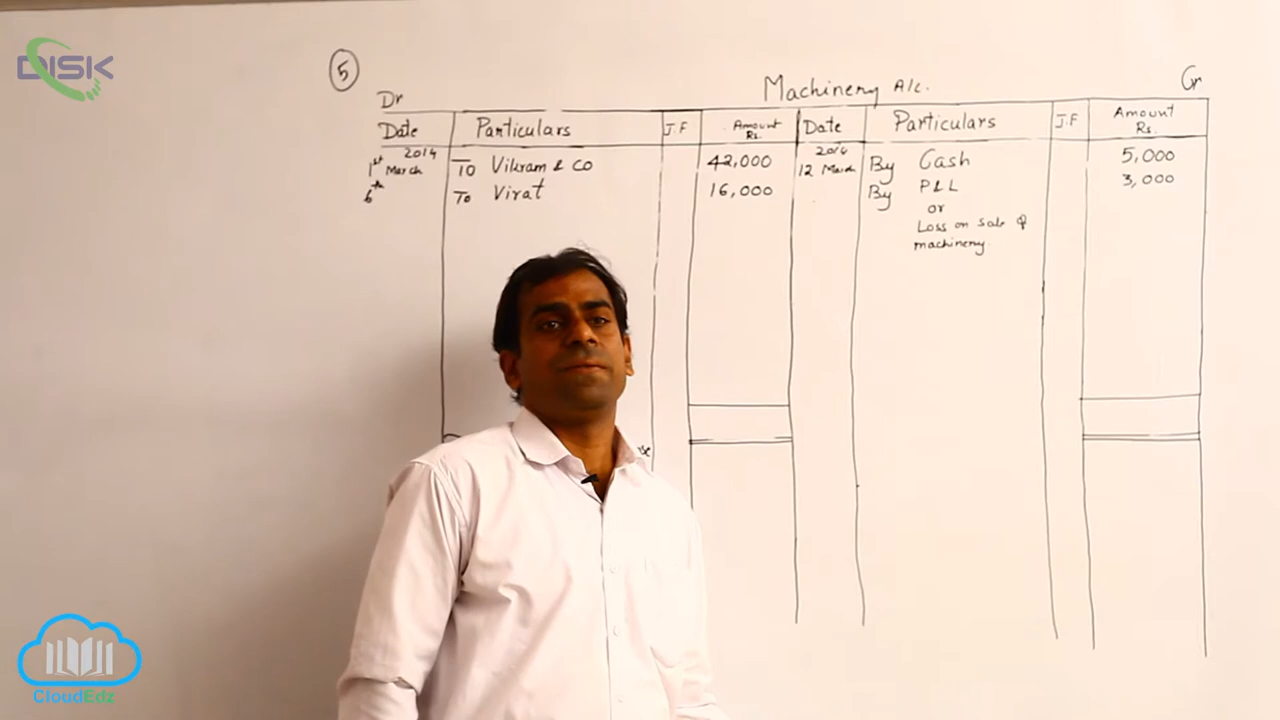 DISK
5
Dr Machinery A/c. Cr
Date Particulars J.F Amount Rs. Date Particulars J.F Amount Rs.
2014 2014
1st March To Vikram & Co 42,000 12 March By Cash 5,000
6th To Virat 16,000 By P&L 3,000
or
Loss on sale of
machinery
CloudEdz